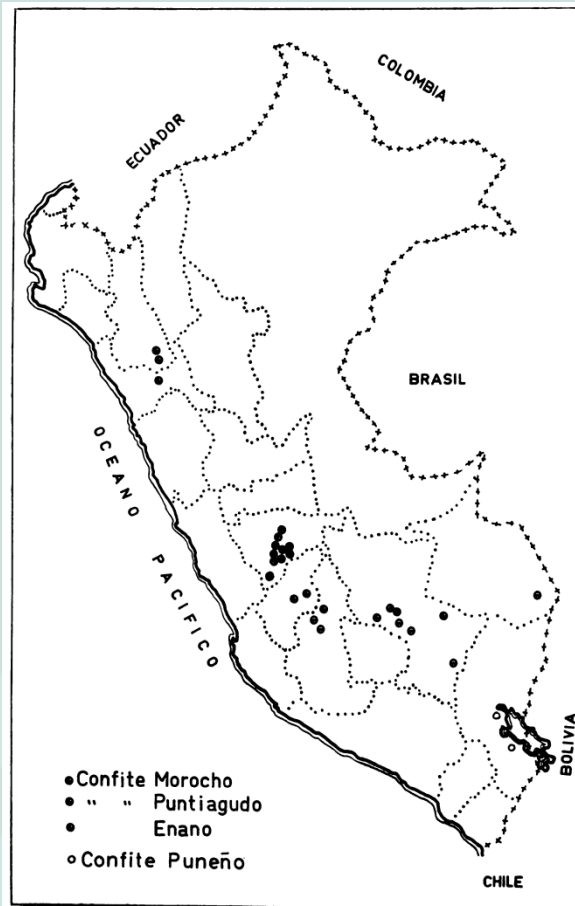 COLOMBIA
ECUADOR
BRASIL
OCEANO PACIFICO
BOLIVIA
● Confite Morocho
● " " Puntiagudo
● Enano
○ Confite Puneño
CHILE